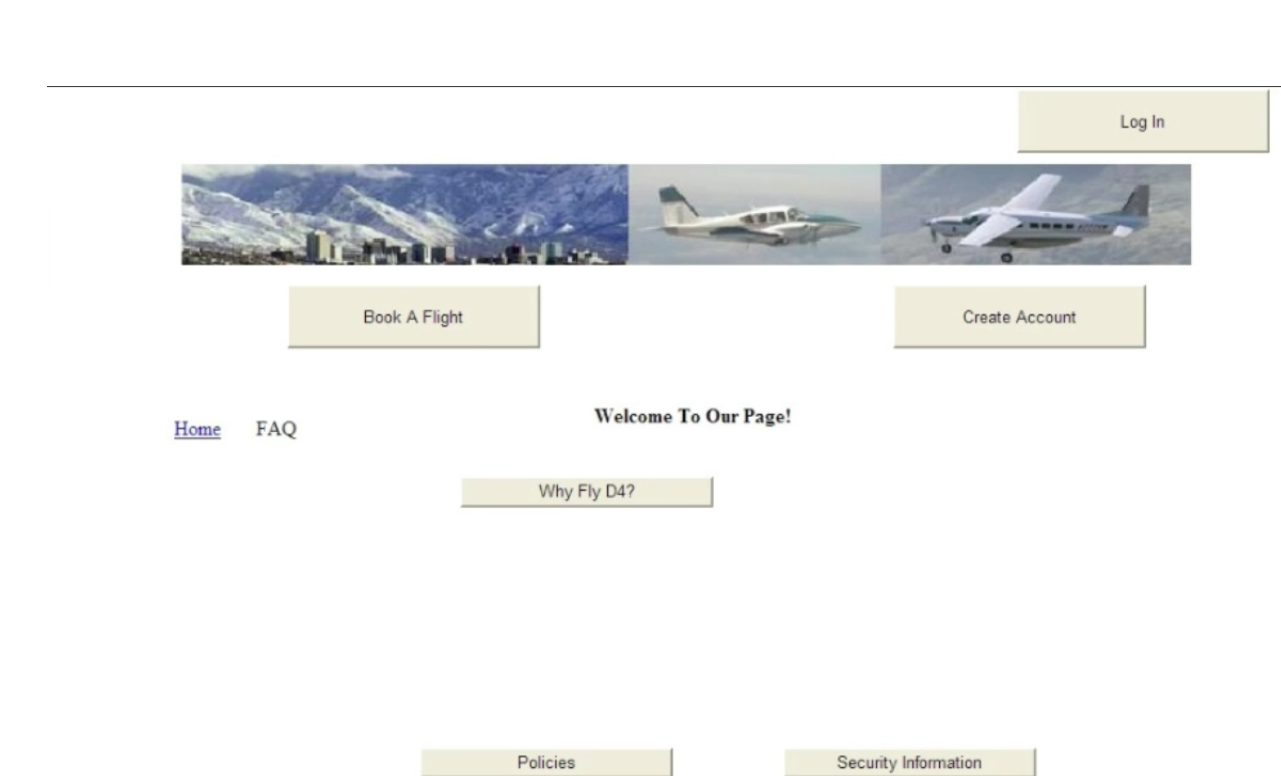 Log In
Book A Flight
Create Account
Welcome To Our Page!
Home FAQ
Why Fly D4?
Policies
Security Information